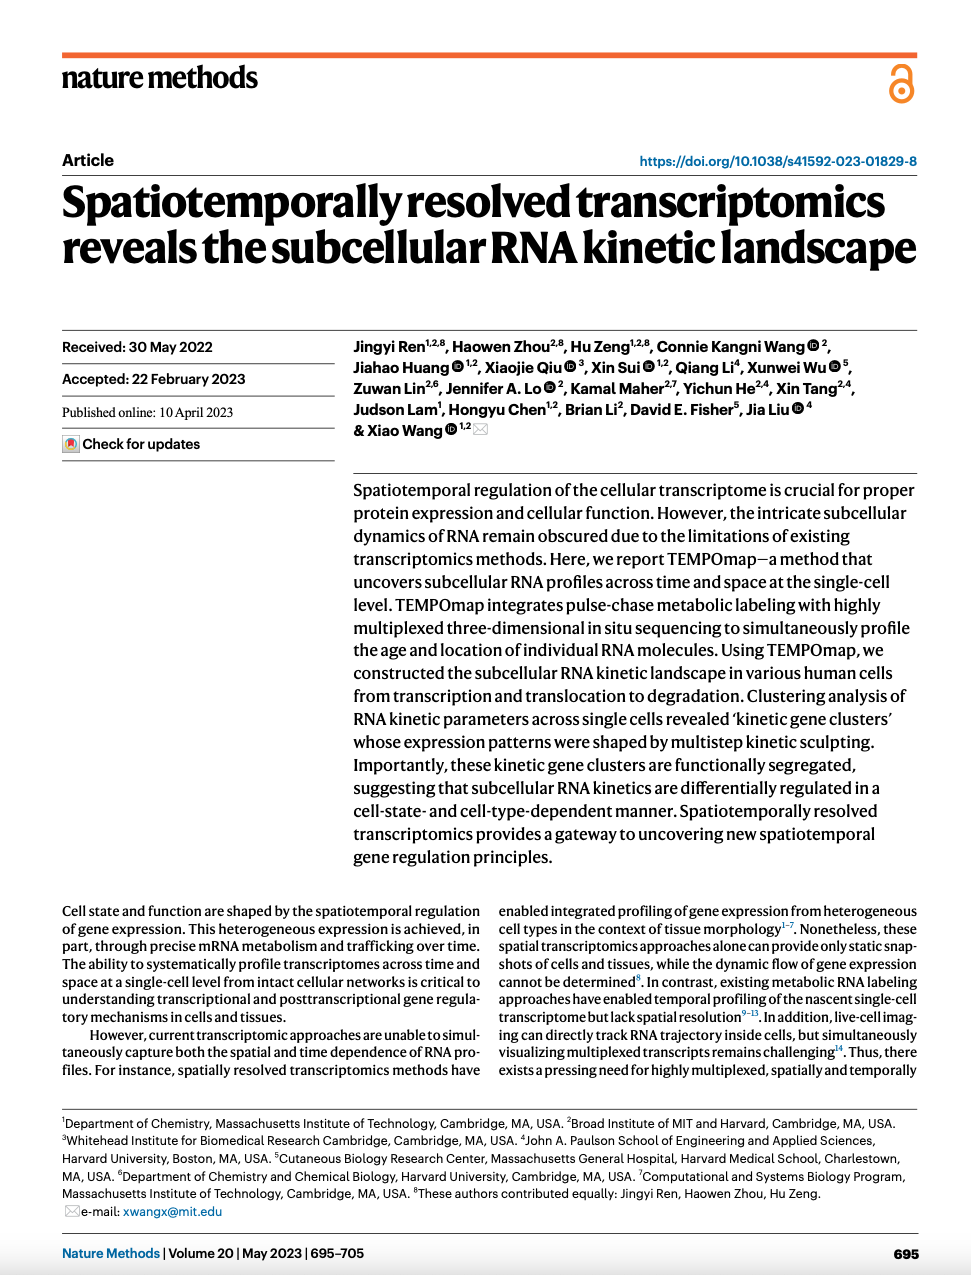 nature methods
Article
https://doi.org/10.1038/s41592-023-01829-8
Spatiotemporally resolved transcriptomics
reveals the subcellular RNA kinetic landscape
Received: 30 May 2022
Accepted: 22 February 2023
Published online: 10 April 2023
Check for updates
Jingyi Ren1,2,8, Haowen Zhou2,8, Hu Zeng1,2,8, Connie Kangni Wang iD 2,
Jiahao Huang iD 1,2, Xiaojie Qiu iD 3, Xin Sui iD 1,2, Qiang Li4, Xunwei Wu iD 5,
Zuwan Lin2,6, Jennifer A. Lo iD 2, Kamal Maher2,7, Yichun He2,4, Xin Tang2,4,
Judson Lam1, Hongyu Chen1,2, Brian Li2, David E. Fisher5, Jia Liu iD 4
& Xiao Wang iD 1,2
Spatiotemporal regulation of the cellular transcriptome is crucial for proper
protein expression and cellular function. However, the intricate subcellular
dynamics of RNA remain obscured due to the limitations of existing
transcriptomics methods. Here, we report TEMPOmap—a method that
uncovers subcellular RNA profiles across time and space at the single-cell
level. TEMPOmap integrates pulse-chase metabolic labeling with highly
multiplexed three-dimensional in situ sequencing to simultaneously profile
the age and location of individual RNA molecules. Using TEMPOmap, we
constructed the subcellular RNA kinetic landscape in various human cells
from transcription and translocation to degradation. Clustering analysis of
RNA kinetic parameters across single cells revealed ‘kinetic gene clusters’
whose expression patterns were shaped by multistep kinetic sculpting.
Importantly, these kinetic gene clusters are functionally segregated,
suggesting that subcellular RNA kinetics are differentially regulated in a
cell-state- and cell-type-dependent manner. Spatiotemporally resolved
transcriptomics provides a gateway to uncovering new spatiotemporal
gene regulation principles.
Cell state and function are shaped by the spatiotemporal regulation
of gene expression. This heterogeneous expression is achieved, in
part, through precise mRNA metabolism and trafficking over time.
The ability to systematically profile transcriptomes across time and
space at a single-cell level from intact cellular networks is critical to
understanding transcriptional and posttranscriptional gene regula-
tory mechanisms in cells and tissues.
However, current transcriptomic approaches are unable to simul-
taneously capture both the spatial and time dependence of RNA pro-
files. For instance, spatially resolved transcriptomics methods have
enabled integrated profiling of gene expression from heterogeneous
cell types in the context of tissue morphology1–7. Nonetheless, these
spatial transcriptomics approaches alone can provide only static snap-
shots of cells and tissues, while the dynamic flow of gene expression
cannot be determined8. In contrast, existing metabolic RNA labeling
approaches have enabled temporal profiling of the nascent single-cell
transcriptome but lack spatial resolution9–13. In addition, live-cell imag-
ing can directly track RNA trajectory inside cells, but simultaneously
visualizing multiplexed transcripts remains challenging14. Thus, there
exists a pressing need for highly multiplexed, spatially and temporally
1Department of Chemistry, Massachusetts Institute of Technology, Cambridge, MA, USA. 2Broad Institute of MIT and Harvard, Cambridge, MA, USA.
3Whitehead Institute for Biomedical Research Cambridge, Cambridge, MA, USA. 4John A. Paulson School of Engineering and Applied Sciences,
Harvard University, Boston, MA, USA. 5Cutaneous Biology Research Center, Massachusetts General Hospital, Harvard Medical School, Charlestown,
MA, USA. 6Department of Chemistry and Chemical Biology, Harvard University, Cambridge, MA, USA. 7Computational and Systems Biology Program,
Massachusetts Institute of Technology, Cambridge, MA, USA. 8These authors contributed equally: Jingyi Ren, Haowen Zhou, Hu Zeng.
e-mail: xwangx@mit.edu
Nature Methods | Volume 20 | May 2023 | 695–705
695